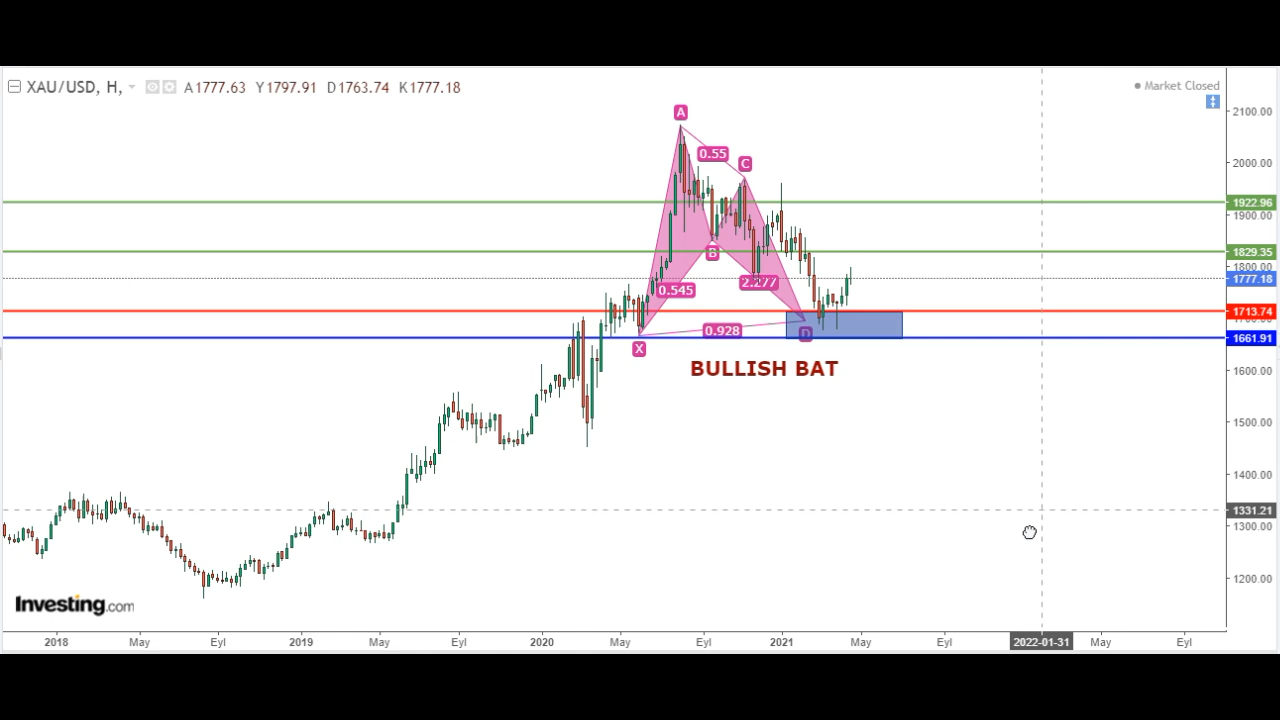 XAU/USD, H, A1777.63 Y1797.91 D1763.74 K1777.18
Market Closed
2100.00
2000.00
1922.96
1900.00
1829.35
1800.00
1777.18
1713.74
1661.91
1600.00
1500.00
1400.00
1331.21
1300.00
1200.00
A
0.55
C
B
2.277
0.545
0.928
D
X
BULLISH BAT
Investing.com
2018 May Eyl 2019 May Eyl 2020 May Eyl 2021 May Eyl 2022-01-31 May Eyl